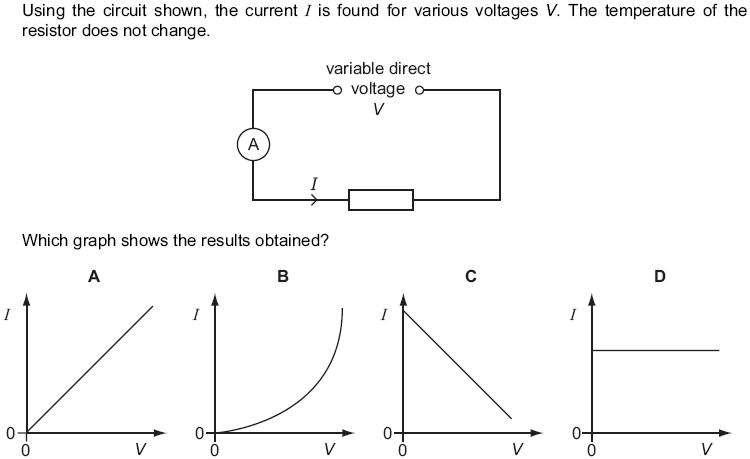 Using the circuit shown, the current I is found for various voltages V. The temperature of the
resistor does not change.
variable direct
voltage
V
A
I
Which graph shows the results obtained?
A B C D
I I I I
0 0 0 0
0 V 0 V 0 V 0 V